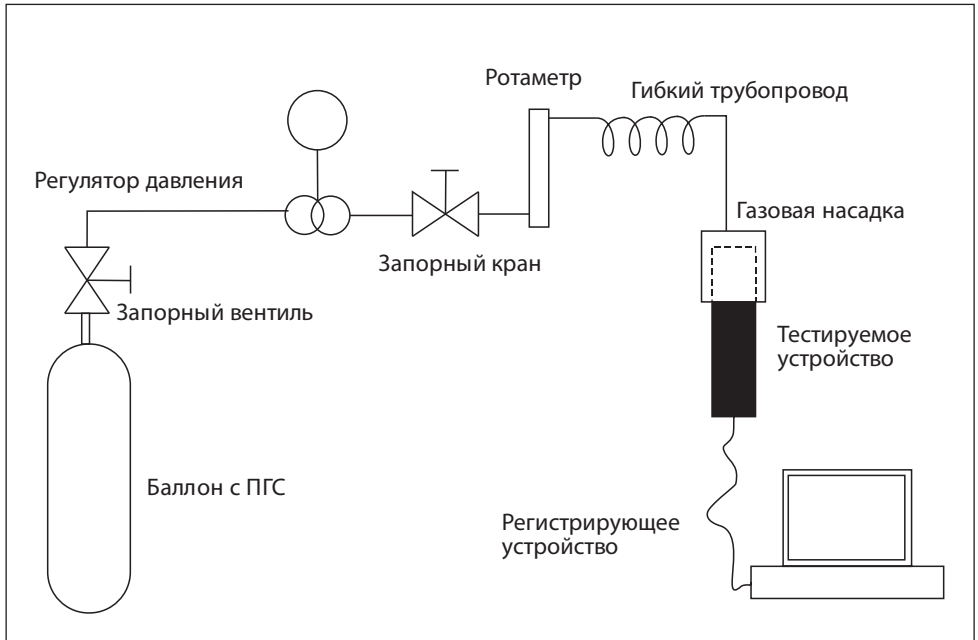 Ротаметр
Гибкий трубопровод
Регулятор давления
Газовая насадка
Запорный кран
Запорный вентиль
Тестируемое
устройство
Баллон с ПГС
Регистрирующее
устройство